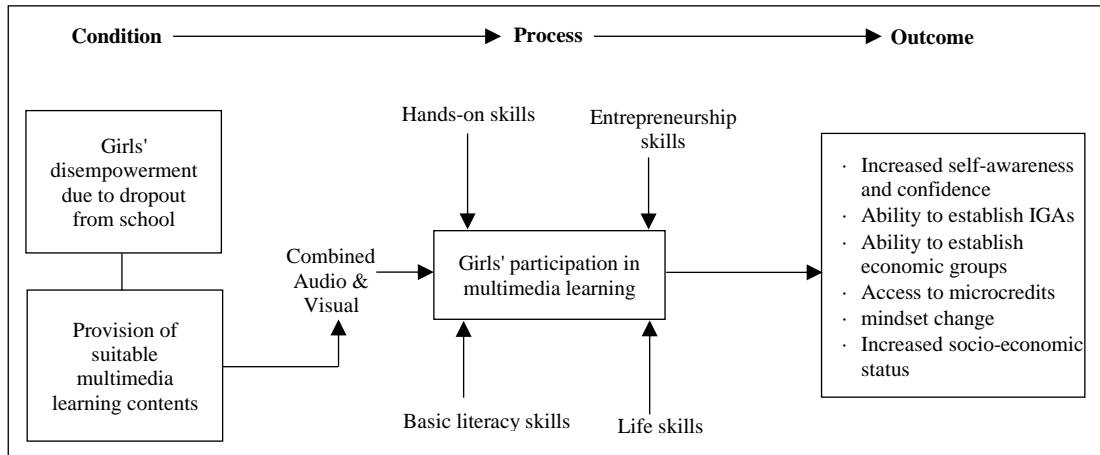 Condition
Process
Outcome
Girls'
disempowerment
due to dropout
from school
Provision of
suitable
multimedia
learning contents
Combined
Audio &
Visual
Hands-on skills
Entrepreneurship
skills
Girls' participation in
multimedia learning
Basic literacy skills
Life skills
· Increased self-awareness
and confidence
· Ability to establish IGAs
· Ability to establish
economic groups
· Access to microcredits
· mindset change
· Increased socio-economic
status